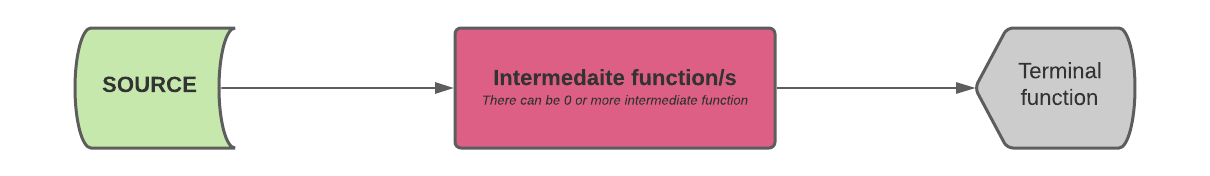 SOURCE
Intermedaite function/s
There can be 0 or more intermediate function
Terminal
function